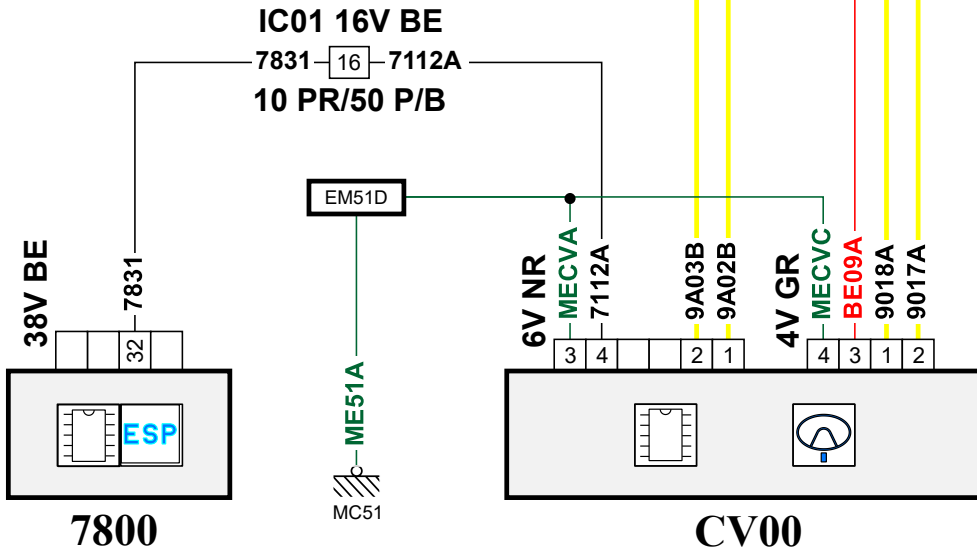 IC01 16V BE
7831 16 7112A
10 PR/50 P/B
EM51D
38V BE
7831
32
ESP
7800
ME51A
MC51
6V NR
MECVA
7112A
9A03B
9A02B
3 4 2 1
4V GR
MECVC
BE09A
9018A
9017A
4 3 1 2
CV00